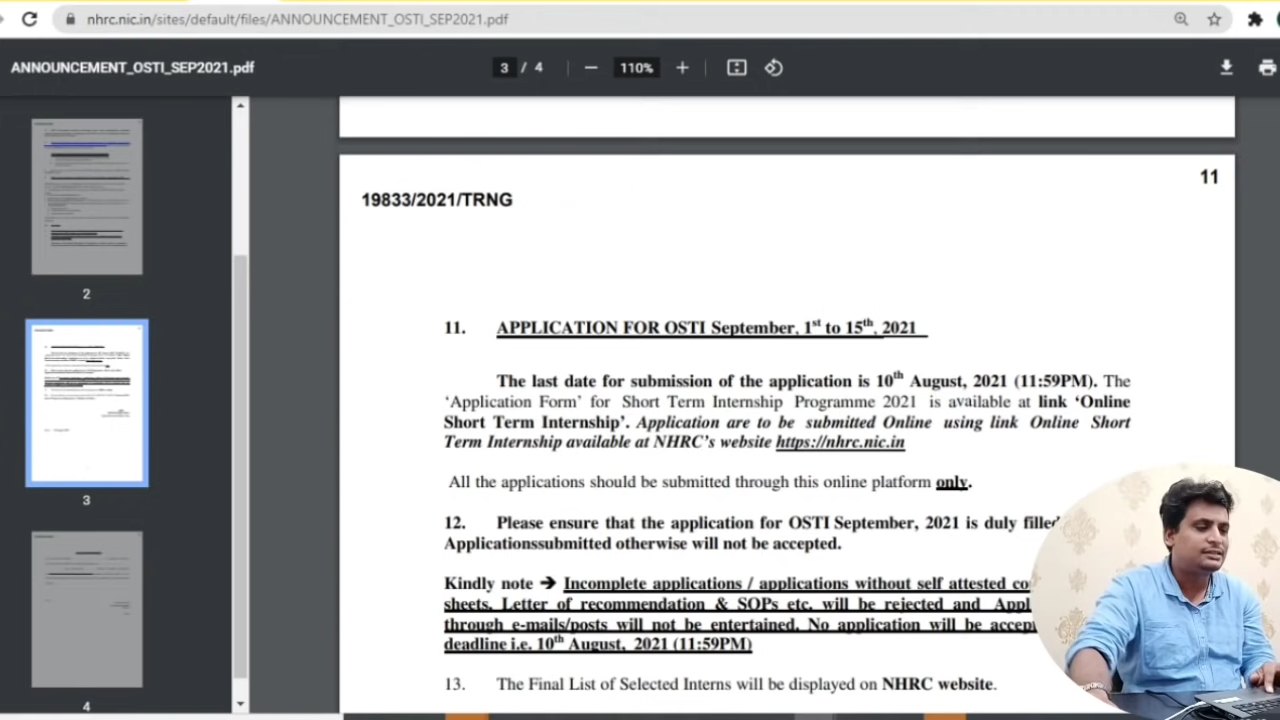 nhrc.nic.in/sites/default/files/ANNOUNCEMENT_OSTI_SEP2021.pdf
ANNOUNCEMENT_OSTI_SEP2021.pdf
3 / 4
110%
2
3
4
11
19833/2021/TRNG
11. APPLICATION FOR OSTI September, 1st to 15th, 2021
The last date for submission of the application is 10th August, 2021 (11:59PM). The
‘Application Form’ for Short Term Internship Programme 2021 is available at link ‘Online
Short Term Internship’. Application are to be submitted Online using link Online Short
Term Internship available at NHRC’s website https://nhrc.nic.in
All the applications should be submitted through this online platform only.
12. Please ensure that the application for OSTI September, 2021 is duly filled
Applicationssubmitted otherwise will not be accepted.
Kindly note ➔ Incomplete applications / applications without self attested co
sheets. Letter of recommendation & SOPs etc. will be rejected and Appl
through e-mails/posts will not be entertained. No application will be accep
deadline i.e. 10th August, 2021 (11:59PM)
13. The Final List of Selected Interns will be displayed on NHRC website.